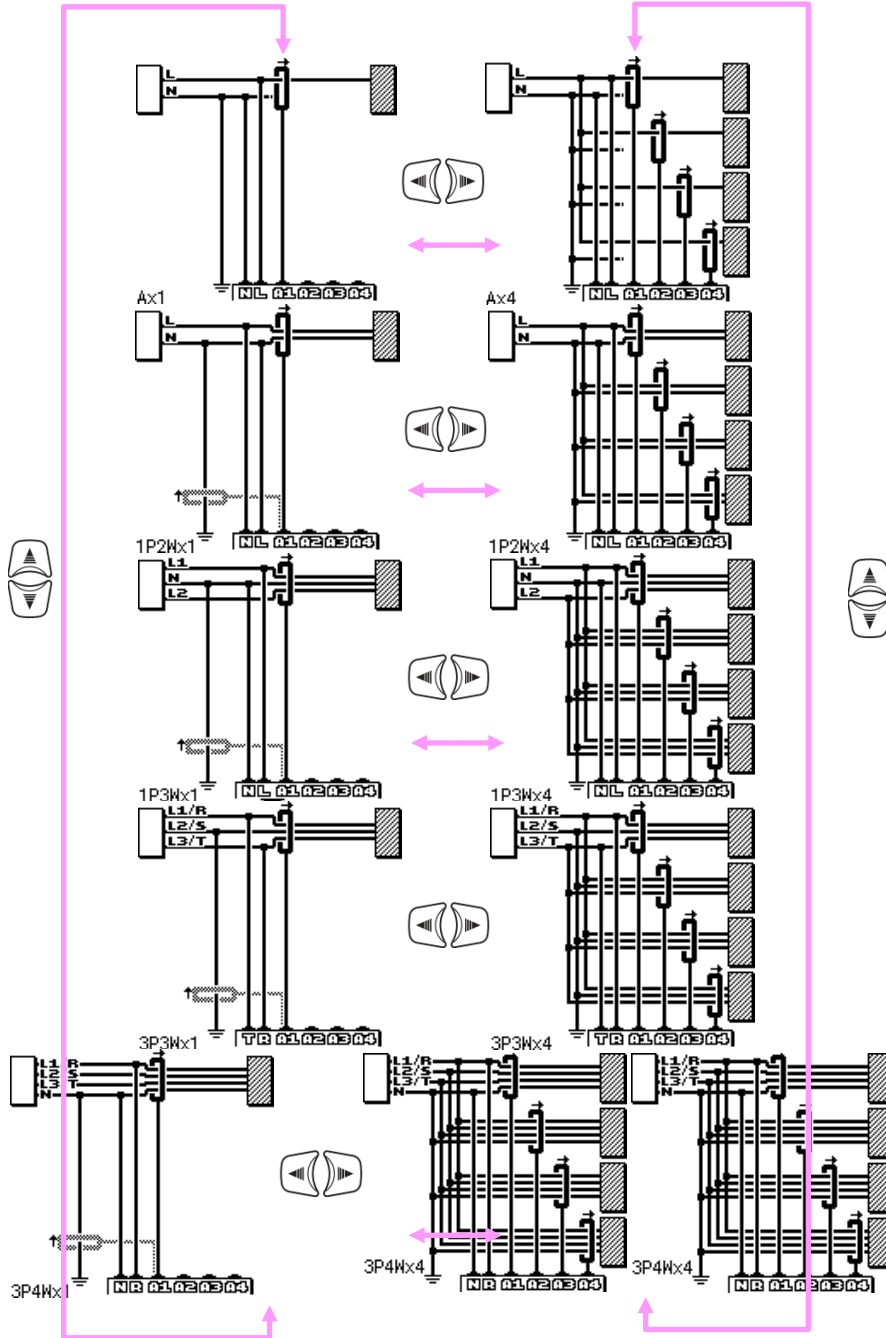 L L
N N
N L A1 A2 A3 A4 N L A1 A2 A3 A4
Ax1 Ax4
L L
N N
N L A1 A2 A3 A4 N L A1 A2 A3 A4
1P2Wx1 1P2Wx4
L1 L1
N N
L2 L2
N L A1 A2 A3 A4 N L A1 A2 A3 A4
1P3Wx1 1P3Wx4
L1/R L1/R
L2/S L2/S
L3/T L3/T
T R A1 A2 A3 A4 T R A1 A2 A3 A4
3P3Wx1 3P3Wx4
L1/R L1/R L1/R
L2/S L2/S L2/S
L3/T L3/T L3/T
N N N
N R A1 A2 A3 A4 N R A1 A2 A3 A4 N R A1 A2 A3 A4
3P4Wx1 3P4Wx4 3P4Wx4